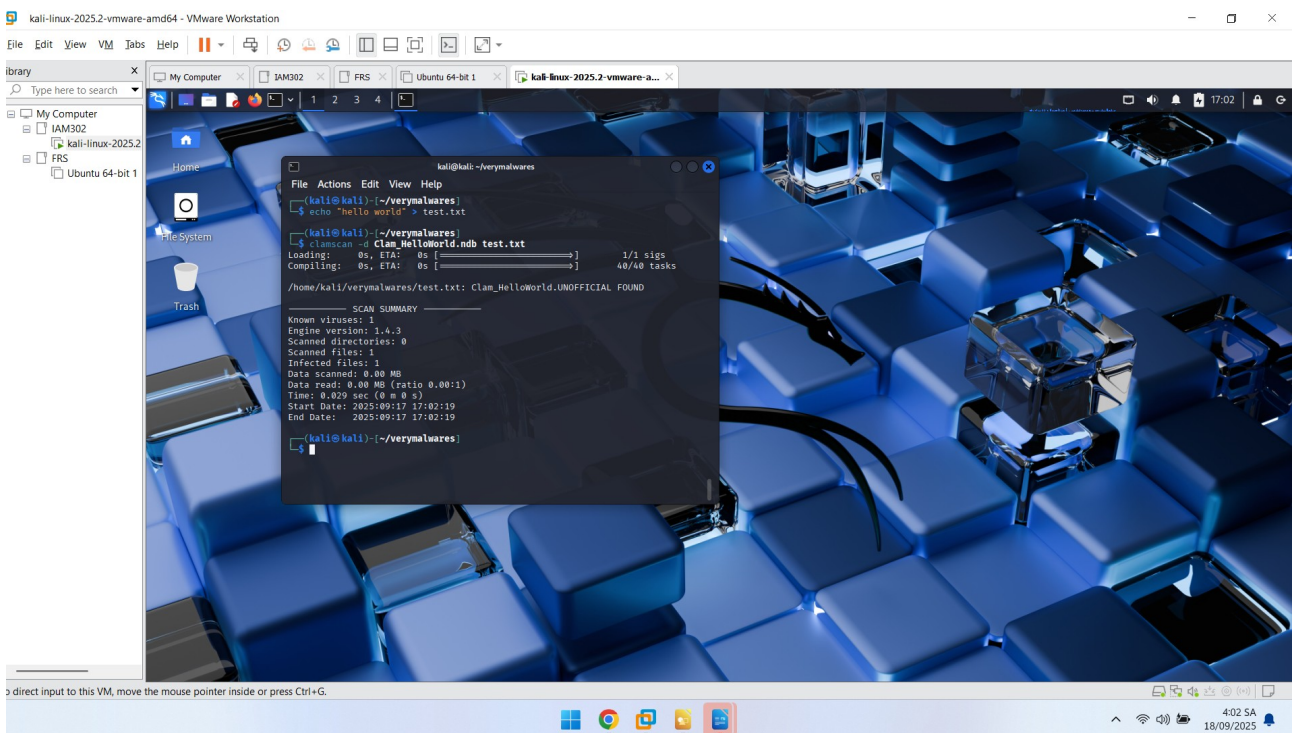 kali-linux-2025.2-vmware-amd64 - VMware Workstation
File Edit View VM Tabs Help
ibrary X
Type here to search
My Computer
IAM302
kali-linux-2025.2
FRS
Ubuntu 64-bit 1
My Computer IAM302 FRS Ubuntu 64-bit 1 kali-linux-2025.2-vmware-a...
1 2 3 4
17:02
Home
File System
Trash
kali@kali: ~/verymalwares
File Actions Edit View Help
(kali㉿kali)-[~/verymalwares]
$ echo "hello world" > test.txt
(kali㉿kali)-[~/verymalwares]
$ clamscan -d Clam_HelloWorld.ndb test.txt
Loading: 0s, ETA: 0s [========================>] 1/1 sigs
Compiling: 0s, ETA: 0s [========================>] 40/40 tasks
/home/kali/verymalwares/test.txt: Clam_HelloWorld.UNOFFICIAL FOUND
----------- SCAN SUMMARY -----------
Known viruses: 1
Engine version: 1.4.3
Scanned directories: 0
Scanned files: 1
Infected files: 1
Data scanned: 0.00 MB
Data read: 0.00 MB (ratio 0.00:1)
Time: 0.029 sec (0 m 0 s)
Start Date: 2025:09:17 17:02:19
End Date: 2025:09:17 17:02:19
(kali㉿kali)-[~/verymalwares]
$
o direct input to this VM, move the mouse pointer inside or press Ctrl+G.
4:02 SA
18/09/2025